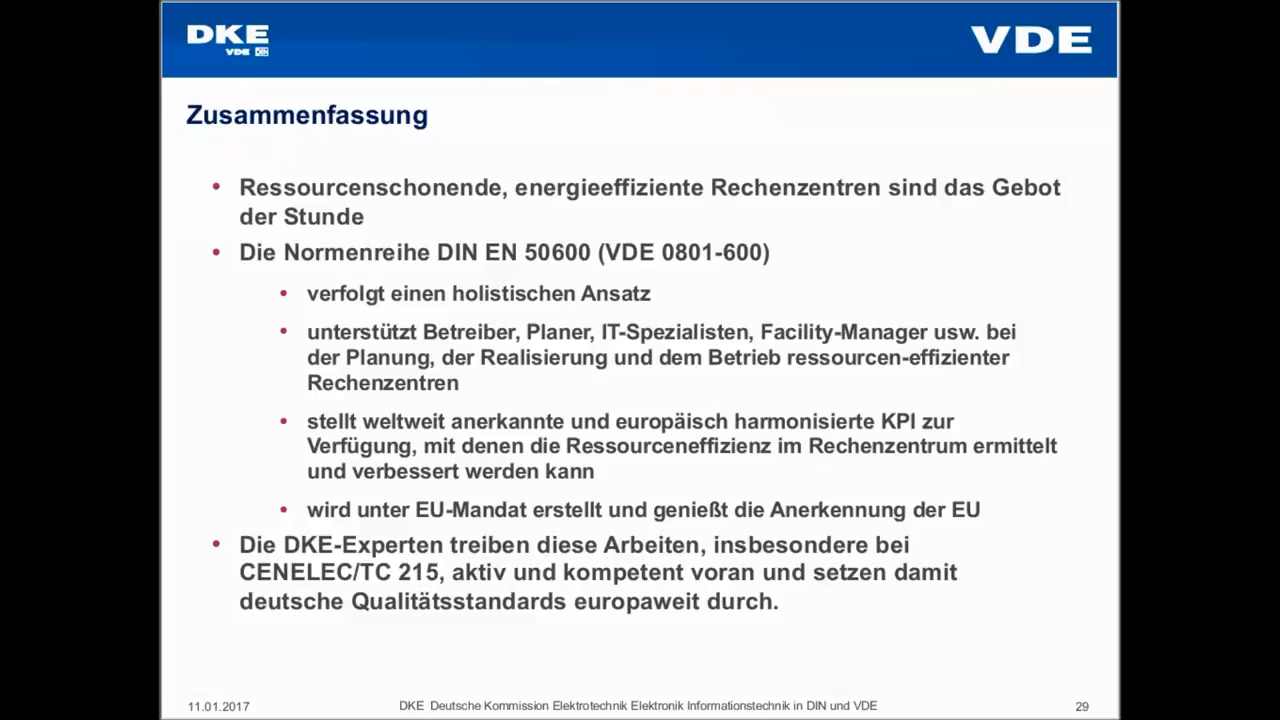 DKE
VDE DIN
VDE
Zusammenfassung
• Ressourcenschonende, energieeffiziente Rechenzentren sind das Gebot
der Stunde
• Die Normenreihe DIN EN 50600 (VDE 0801-600)
• verfolgt einen holistischen Ansatz
• unterstützt Betreiber, Planer, IT-Spezialisten, Facility-Manager usw. bei
der Planung, der Realisierung und dem Betrieb ressourcen-effizienter
Rechenzentren
• stellt weltweit anerkannte und europäisch harmonisierte KPI zur
Verfügung, mit denen die Ressourceneffizienz im Rechenzentrum ermittelt
und verbessert werden kann
• wird unter EU-Mandat erstellt und genießt die Anerkennung der EU
• Die DKE-Experten treiben diese Arbeiten, insbesondere bei
CENELEC/TC 215, aktiv und kompetent voran und setzen damit
deutsche Qualitätsstandards europaweit durch.
11.01.2017 DKE Deutsche Kommission Elektrotechnik Elektronik Informationstechnik in DIN und VDE 29